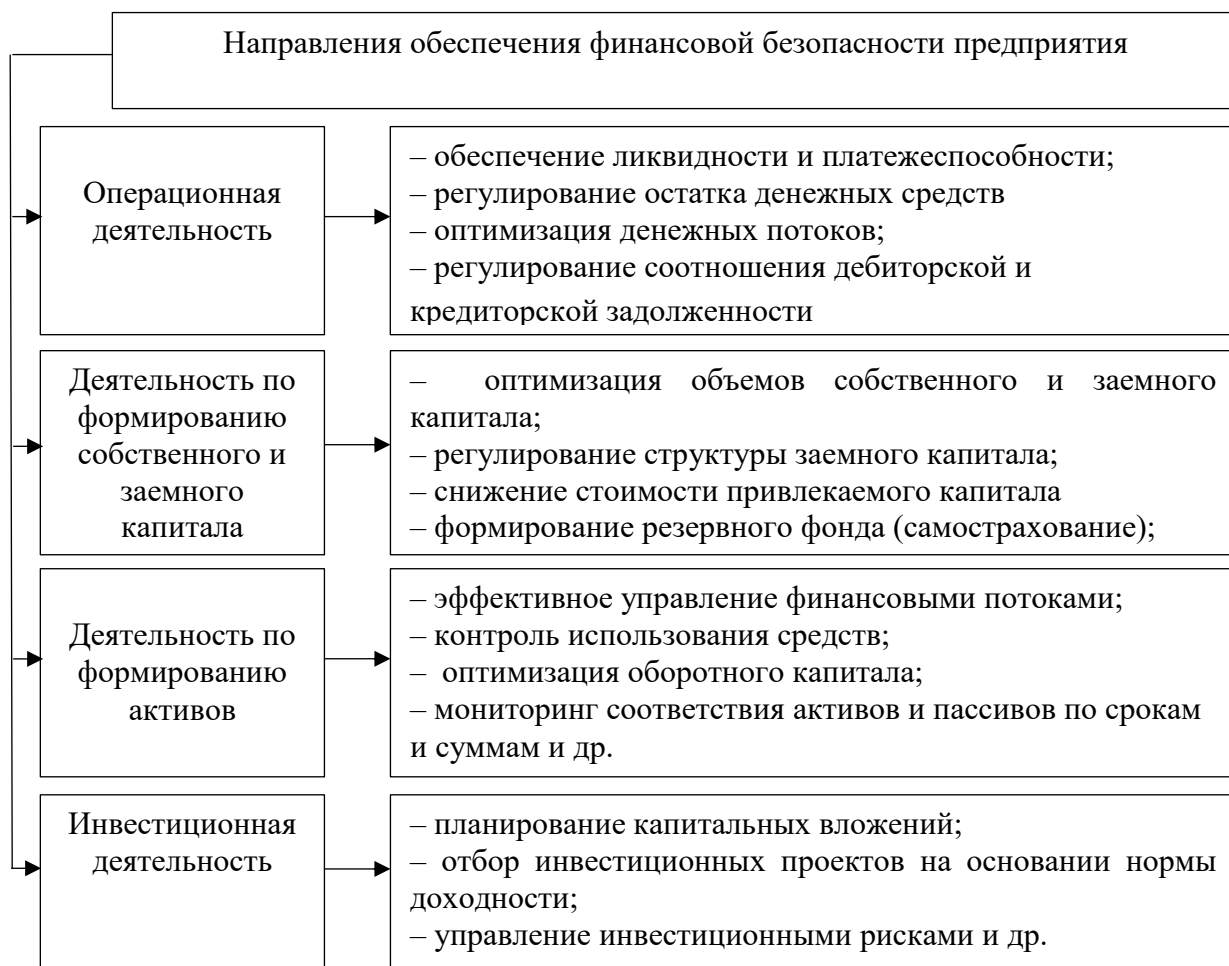 Направления обеспечения финансовой безопасности предприятия
Операционная
деятельность
– обеспечение ликвидности и платежеспособности;
– регулирование остатка денежных средств
– оптимизация денежных потоков;
– регулирование соотношения дебиторской и
кредиторской задолженности
Деятельность по
формированию
собственного и
заемного
капитала
– оптимизация объемов собственного и заемного
капитала;
– регулирование структуры заемного капитала;
– снижение стоимости привлекаемого капитала
– формирование резервного фонда (самострахование);
Деятельность по
формированию
активов
– эффективное управление финансовыми потоками;
– контроль использования средств;
– оптимизация оборотного капитала;
– мониторинг соответствия активов и пассивов по срокам
и суммам и др.
Инвестиционная
деятельность
– планирование капитальных вложений;
– отбор инвестиционных проектов на основании нормы
доходности;
– управление инвестиционными рисками и др.